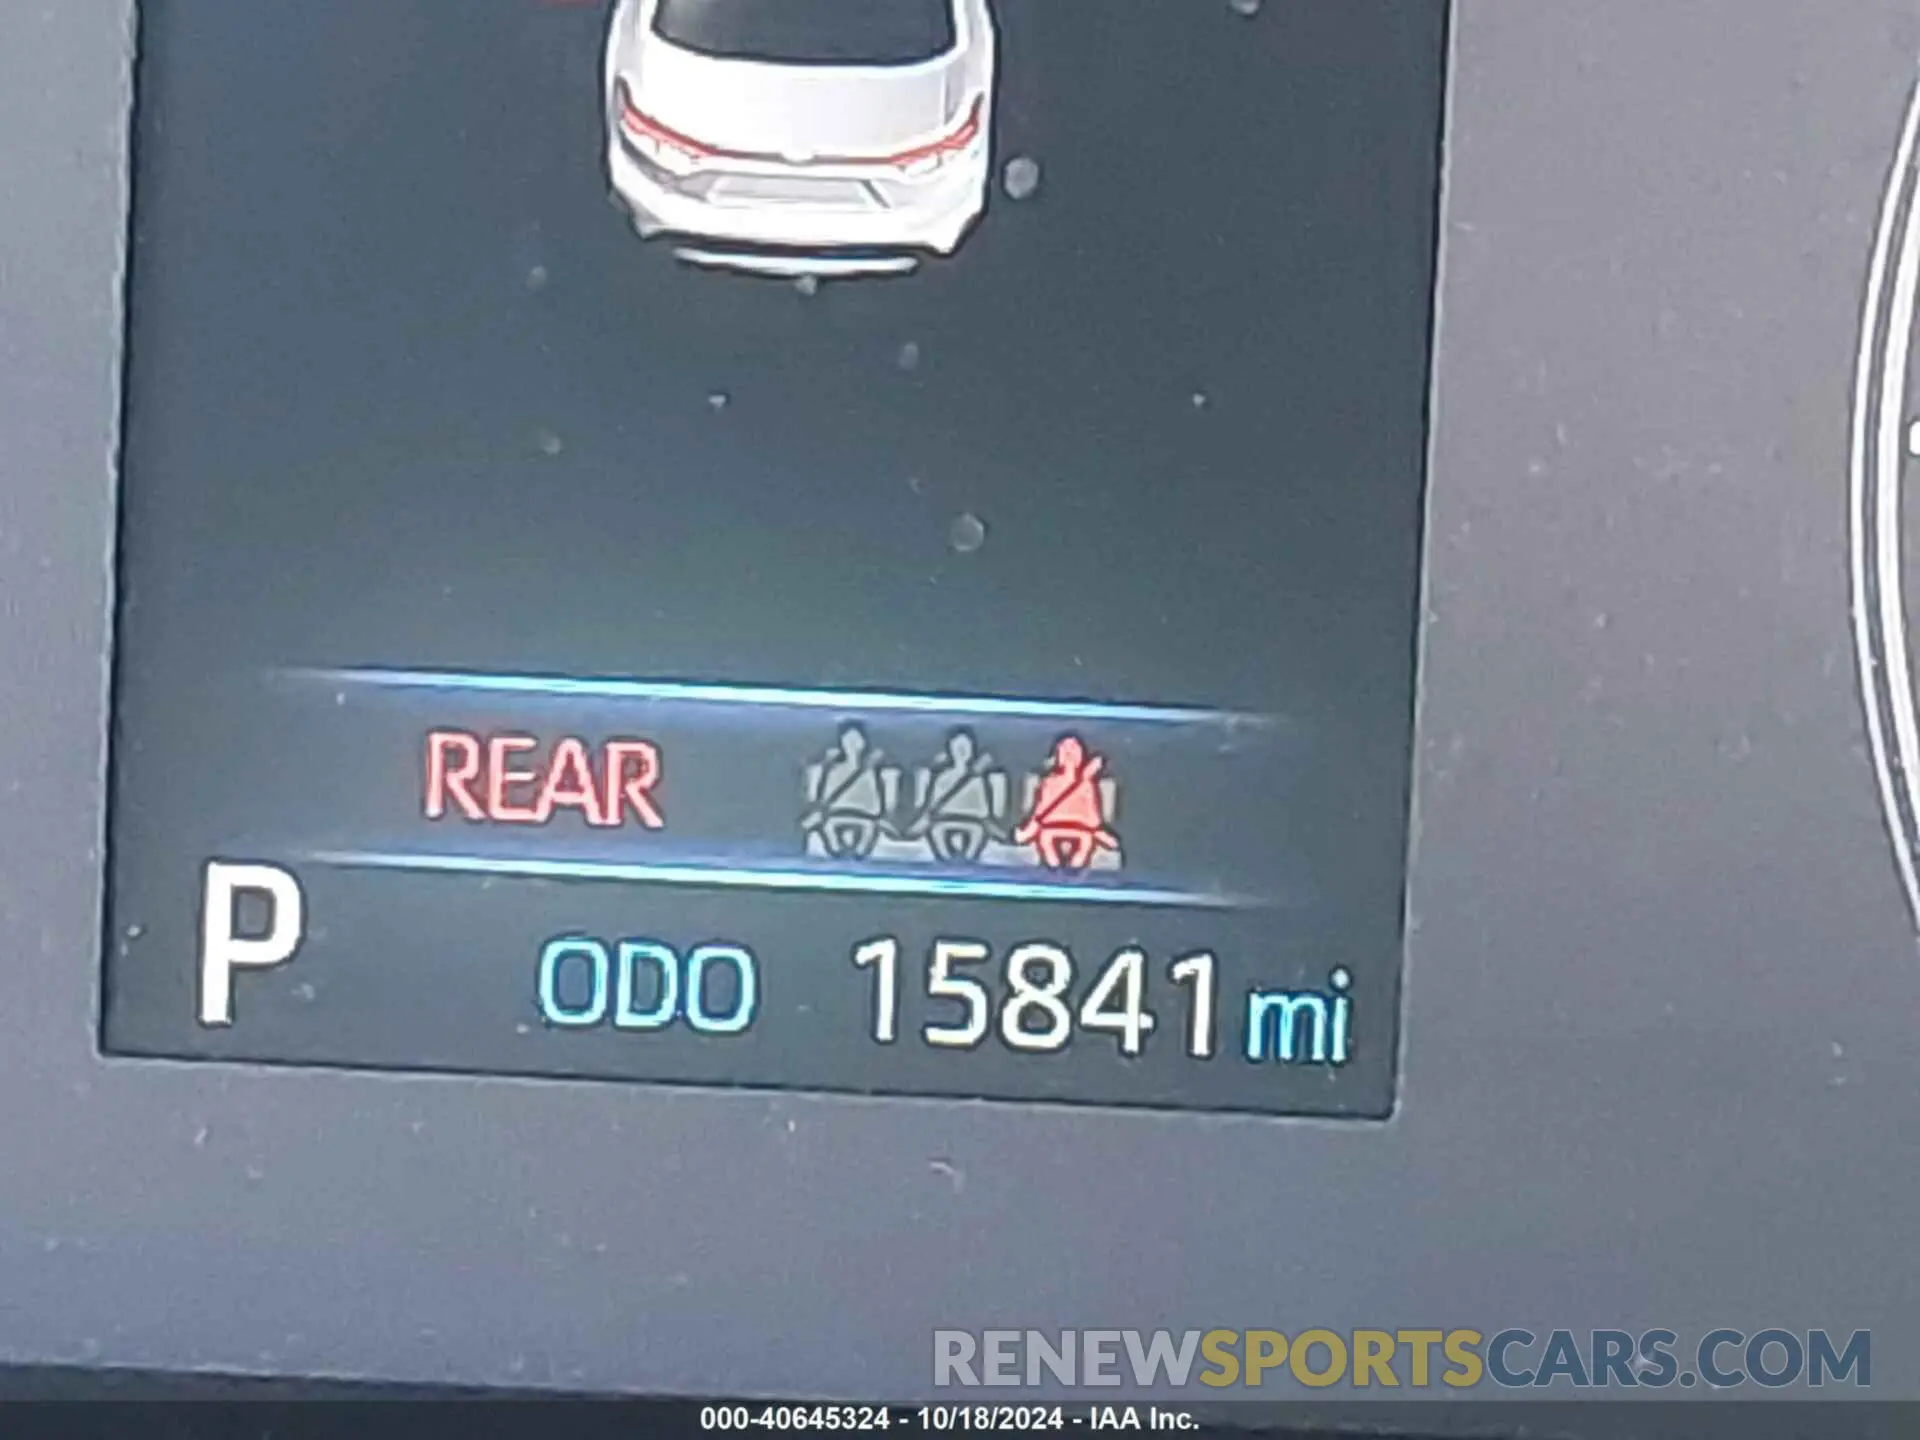 REAR
P ODO 15841 mi
RENEWSPORTSCARS.COM
000-40645324 - 10/18/2024 - IAA Inc.